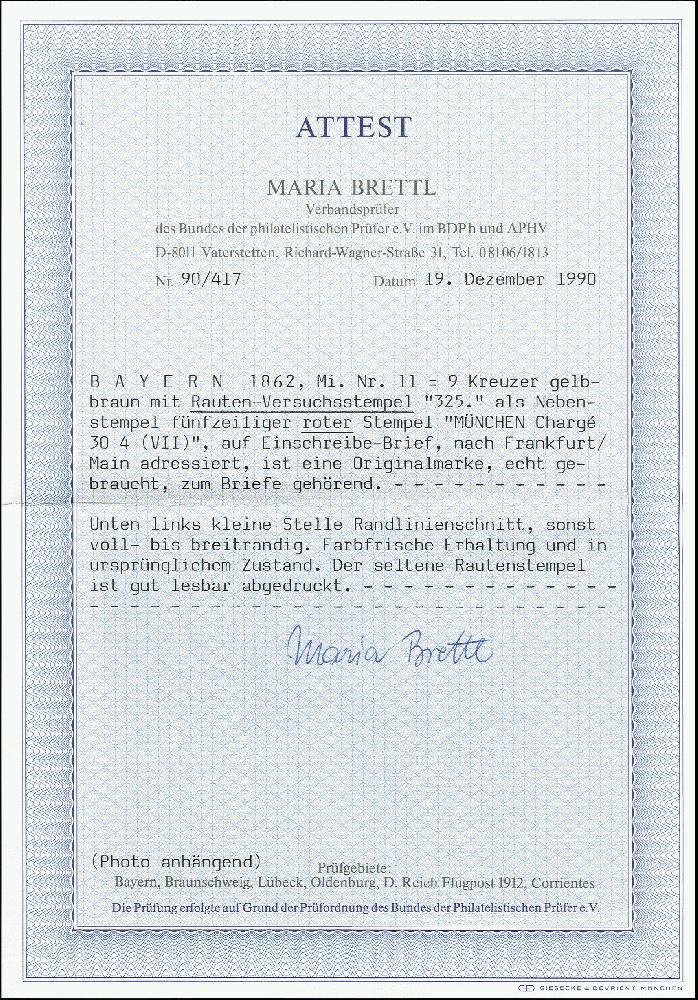 ATTEST
MARIA BRETTL
Verbandsprüfer
des Bundes der philatelistischen Prüfer e.V. im BDPh und APHV
D-8011 Vaterstetten, Richard-Wagner-Straße 31, Tel. 08106/1813
Nr. 90/417 Datum 19. Dezember 1990
B A Y E R N 1862, Mi. Nr. 11 = 9 Kreuzer gelb-
braun mit Rauten-Versuchsstempel "325." als Neben-
stempel fünfzeiliger roter Stempel "MÜNCHEN Chargé
30 4 (VII)", auf Einschreibe-Brief, nach Frankfurt/
Main adressiert, ist eine Originalmarke, echt ge-
braucht, zum Briefe gehörend. - - - - - - - - - - -
Unten links kleine Stelle Randlinienschnitt, sonst
voll- bis breitrandig. Farbfrische Erhaltung und in
ursprünglichem Zustand. Der seltene Rautenstempel
ist gut lesbar abgedruckt. - - - - - - - - - - - - -
- - - - - - - - - - - - - - - - - - - - - - - - - -
Maria Brettl
(Photo anhängend)
Prüfgebiete:
Bayern, Braunschweig, Lübeck, Oldenburg, D. Reich Flugpost 1912, Corrientes
Die Prüfung erfolgte auf Grund der Prüfordnung des Bundes der Philatelistischen Prüfer e.V.
GIESECKE & DEVRIENT MÜNCHEN